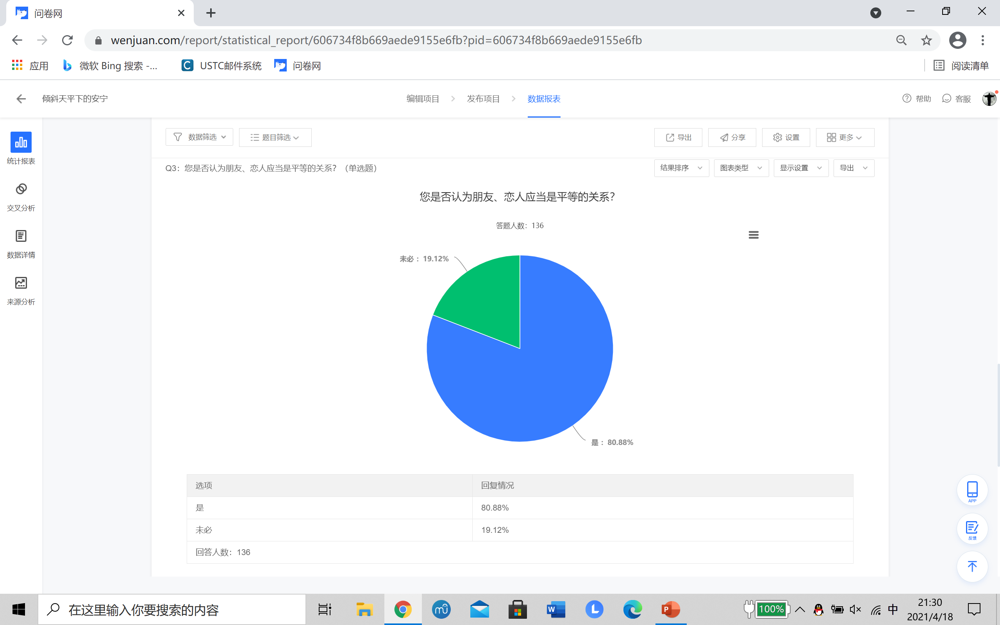 问卷网
wenjuan.com/report/statistical_report/606734f8b669aede9155e6fb?pid=606734f8b669aede9155e6fb
应用 微软 Bing 搜索 -... USTC邮件系统 问卷网 阅读清单
倾斜天平下的安宁 编辑项目 发布项目 数据报表 帮助 客服
数据筛选 题目筛选 导出 分享 设置 更多
统计报表
Q3：您是否认为朋友、恋人应当是平等的关系？（单选题） 结果排序 图表类型 显示设置 导出
您是否认为朋友、恋人应当是平等的关系？
交叉分析
答题人数：136
数据详情
未必：19.12%
来源分析
是：80.88%
选项 回复情况
是 80.88%
未必 19.12%
回答人数：136
APP
反馈
在这里输入你要搜索的内容 mü W L P 100% 中 21:30
2021/4/18